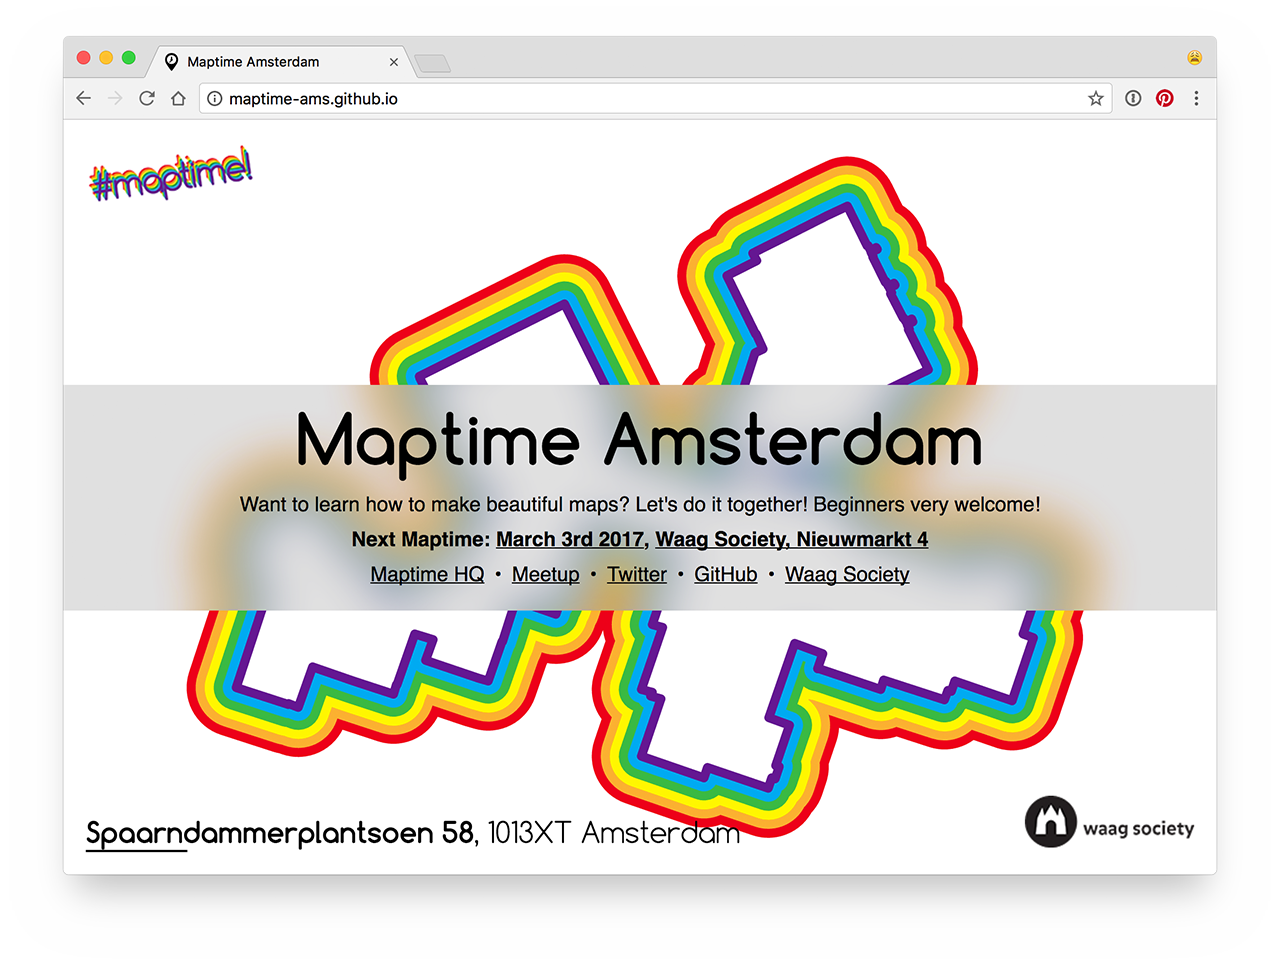 Maptime Amsterdam
maptime-ams.github.io
#maptime!
Maptime Amsterdam
Want to learn how to make beautiful maps? Let's do it together! Beginners very welcome!
Next Maptime: March 3rd 2017, Waag Society, Nieuwmarkt 4
Maptime HQ • Meetup • Twitter • GitHub • Waag Society
Spaarndammerplantsoen 58, 1013XT Amsterdam
waag society